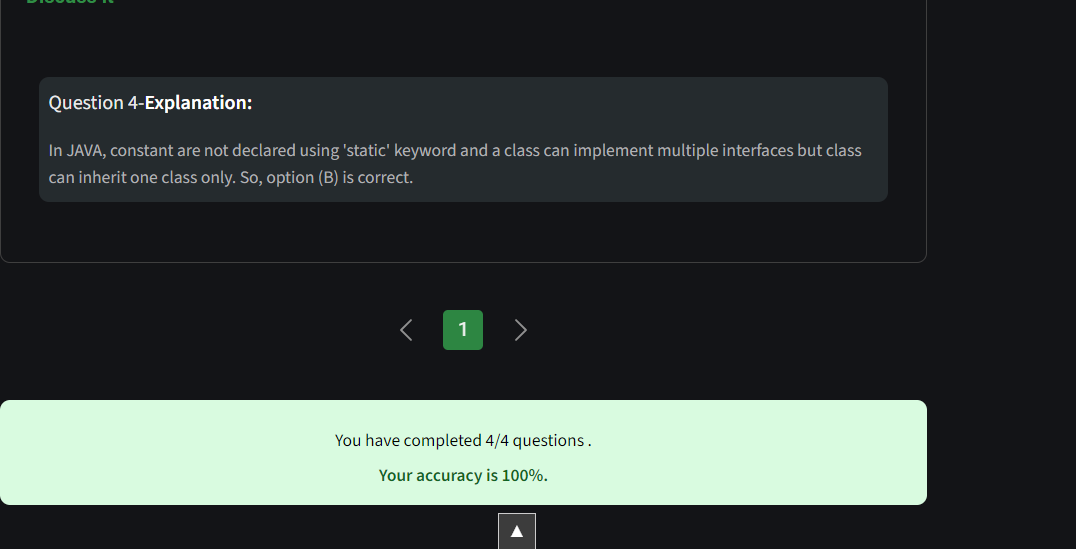 Discuss it
Question 4-Explanation:
In JAVA, constant are not declared using 'static' keyword and a class can implement multiple interfaces but class
can inherit one class only. So, option (B) is correct.
1
You have completed 4/4 questions .
Your accuracy is 100%.